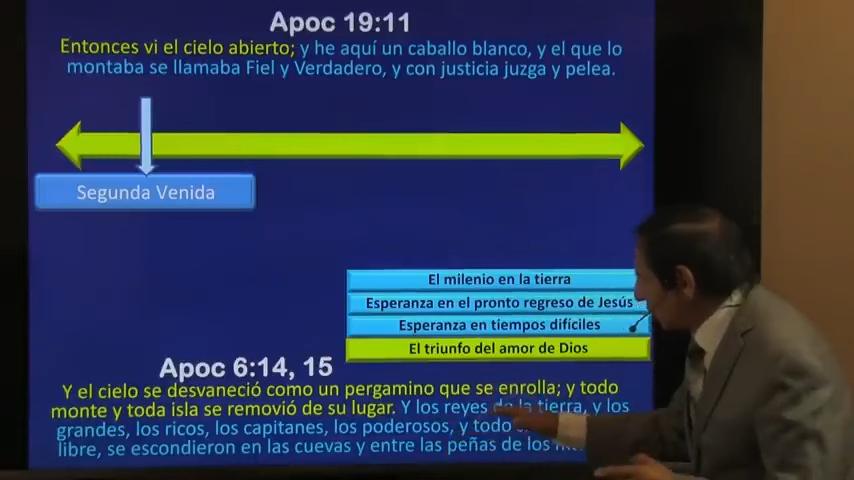 Apoc 19:11
Entonces vi el cielo abierto; y he aquí un caballo blanco, y el que lo
montaba se llamaba Fiel y Verdadero, y con justicia juzga y pelea.
Segunda Venida
El milenio en la tierra
Esperanza en el pronto regreso de Jesús
Esperanza en tiempos difíciles
El triunfo del amor de Dios
Apoc 6:14, 15
Y el cielo se desvaneció como un pergamino que se enrolla; y todo
monte y toda isla se removió de su lugar. Y los reyes de la tierra, y los
grandes, los ricos, los capitanes, los poderosos, y todo
libre, se escondieron en las cuevas y entre las peñas de los